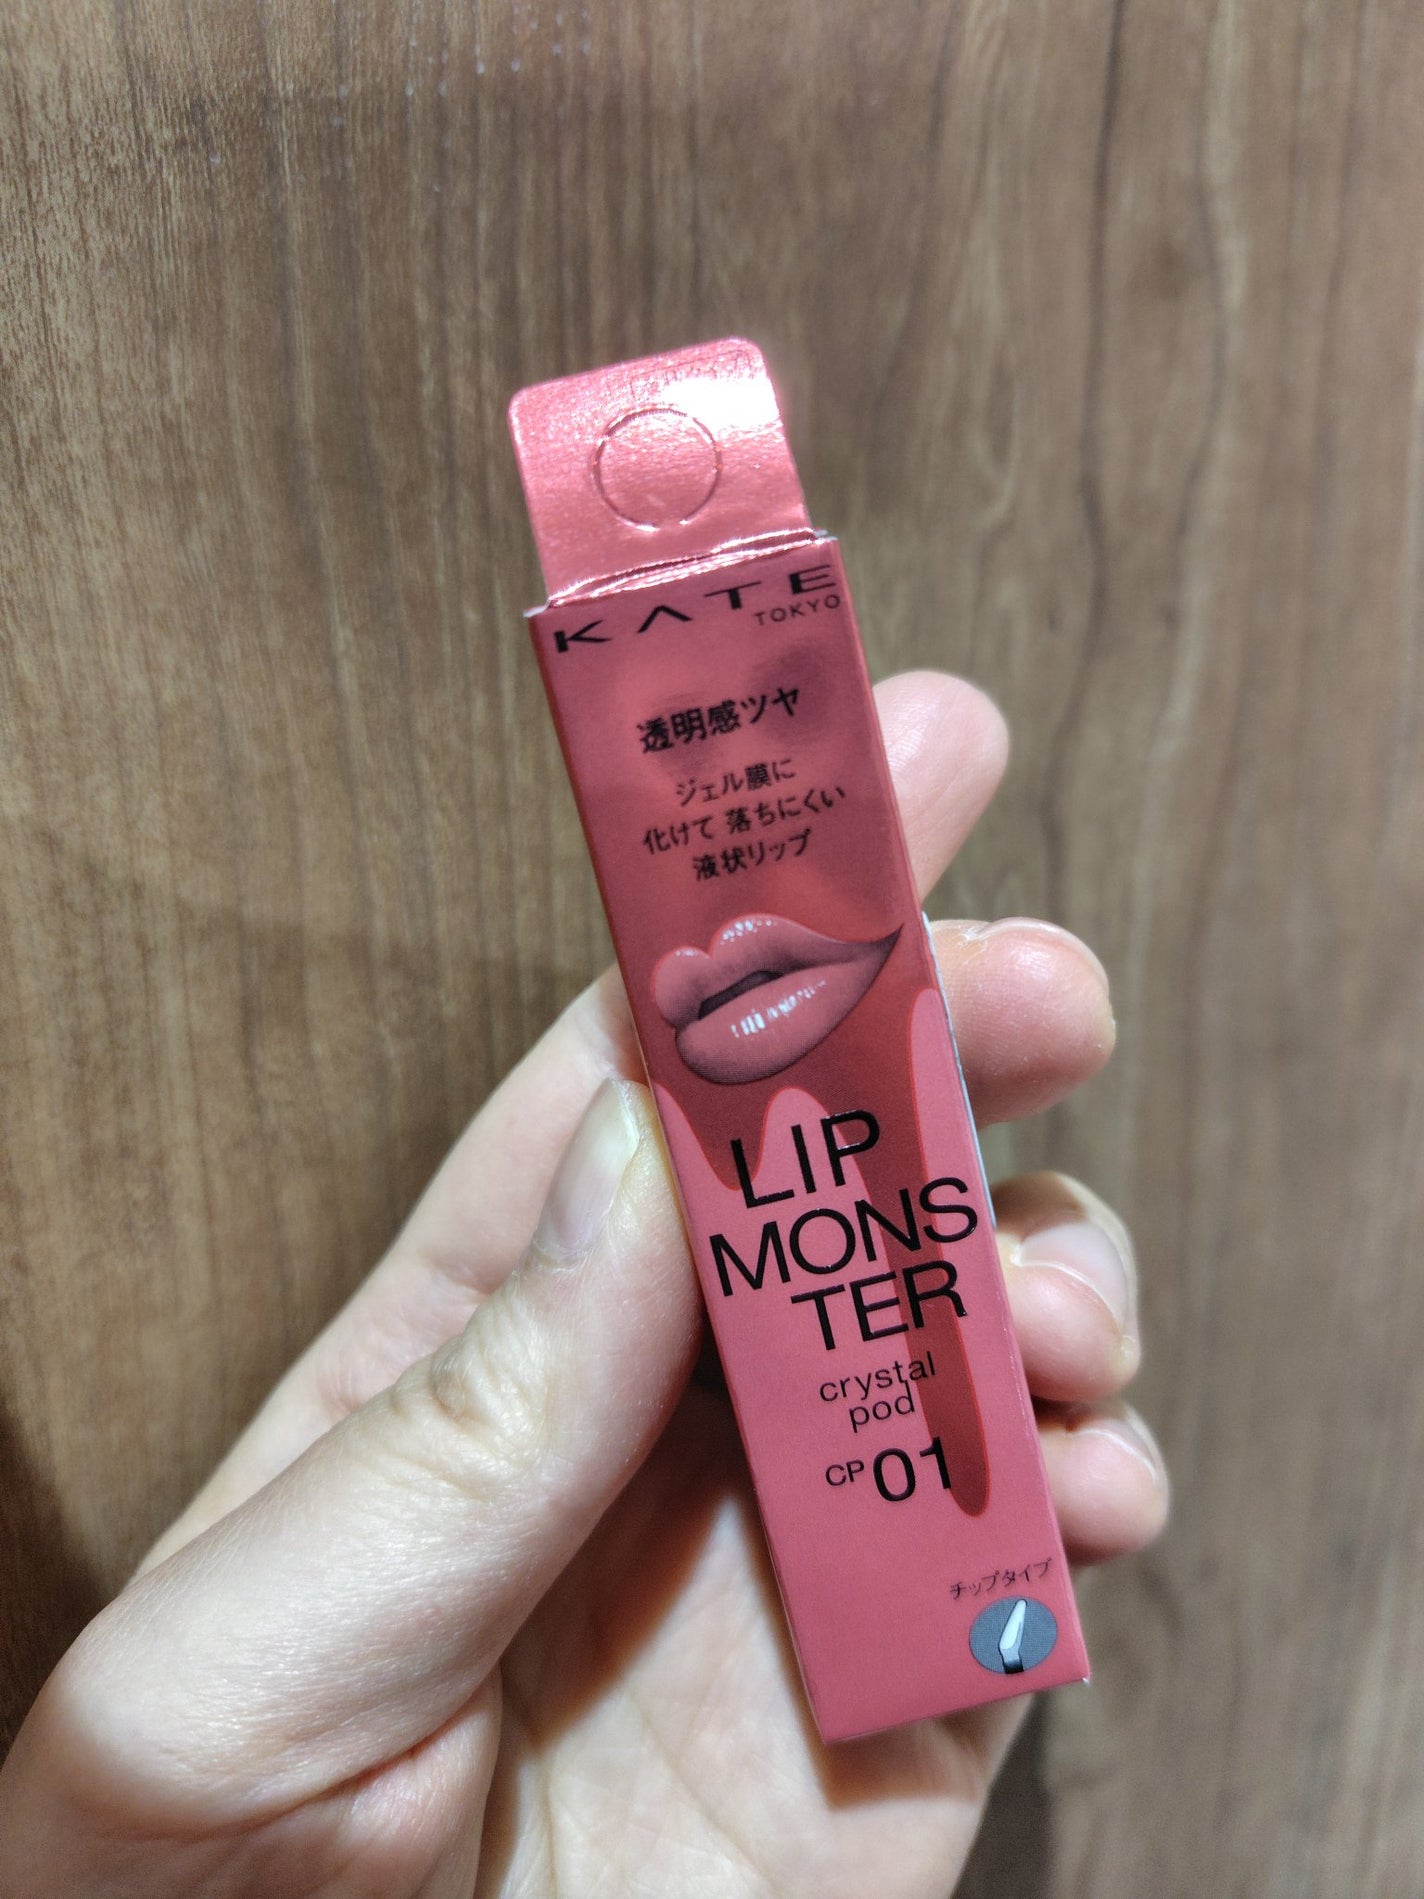 KATE
TOKYO
透明感ツヤ
ジェル膜に
化けて 落ちにくい
液状リップ
LIP
MONS
TER
crystal
pod
CP 01
チップタイプ